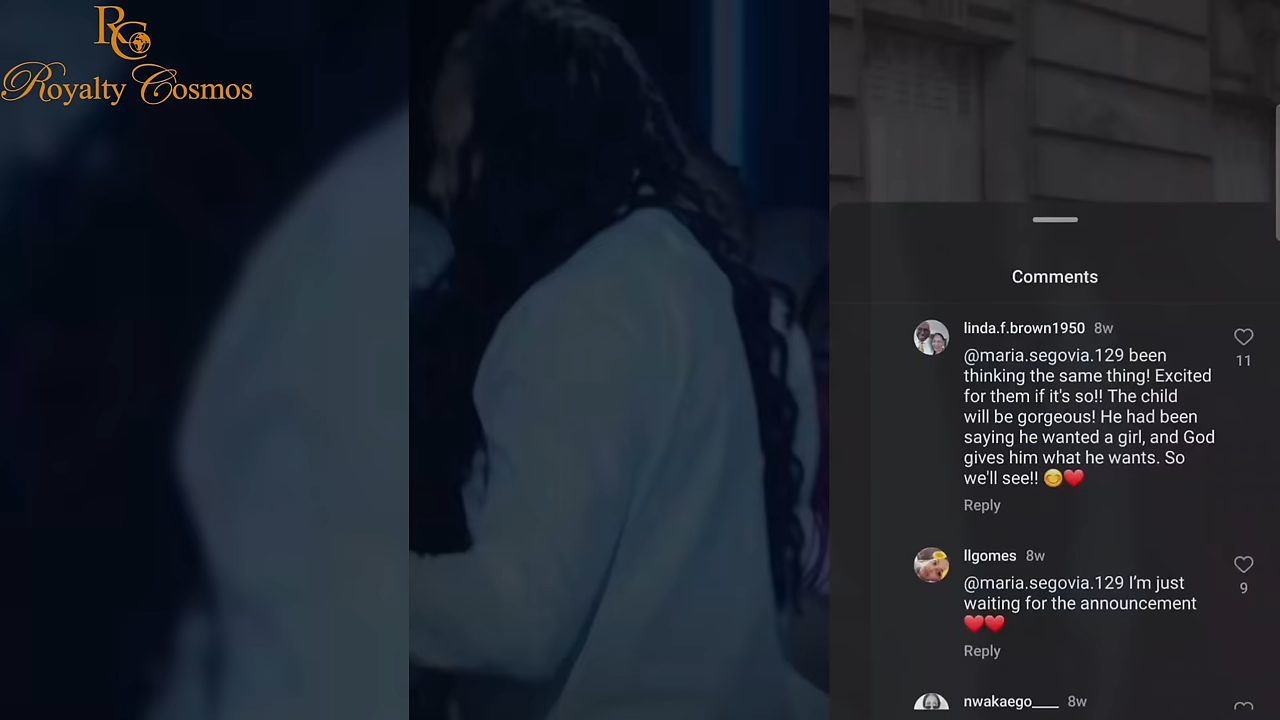 RC
Royalty Cosmos
Comments
linda.f.brown1950 8w
@maria.segovia.129 been
thinking the same thing! Excited
for them if it's so!! The child
will be gorgeous! He had been
saying he wanted a girl, and God
gives him what he wants. So
we'll see!! 😊❤️
11
Reply
llgomes 8w
@maria.segovia.129 I’m just
waiting for the announcement
❤️❤️
9
Reply
nwakaego____ 8w